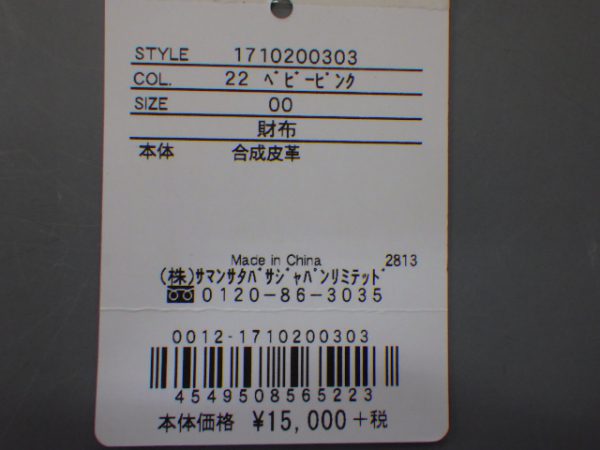 STYLE 1710200303
COL. 22 ﾍﾞﾋﾞｰﾋﾟﾝｸ
SIZE 00
財布
本体 合成皮革
Made in China 2813
(株)ｻﾏﾝｻﾀﾊﾞｻｼﾞｬﾊﾟﾝﾘﾐﾃｯﾄﾞ
0120-86-3035
0012-1710200303
4549508565223
本体価格 ¥15,000+税